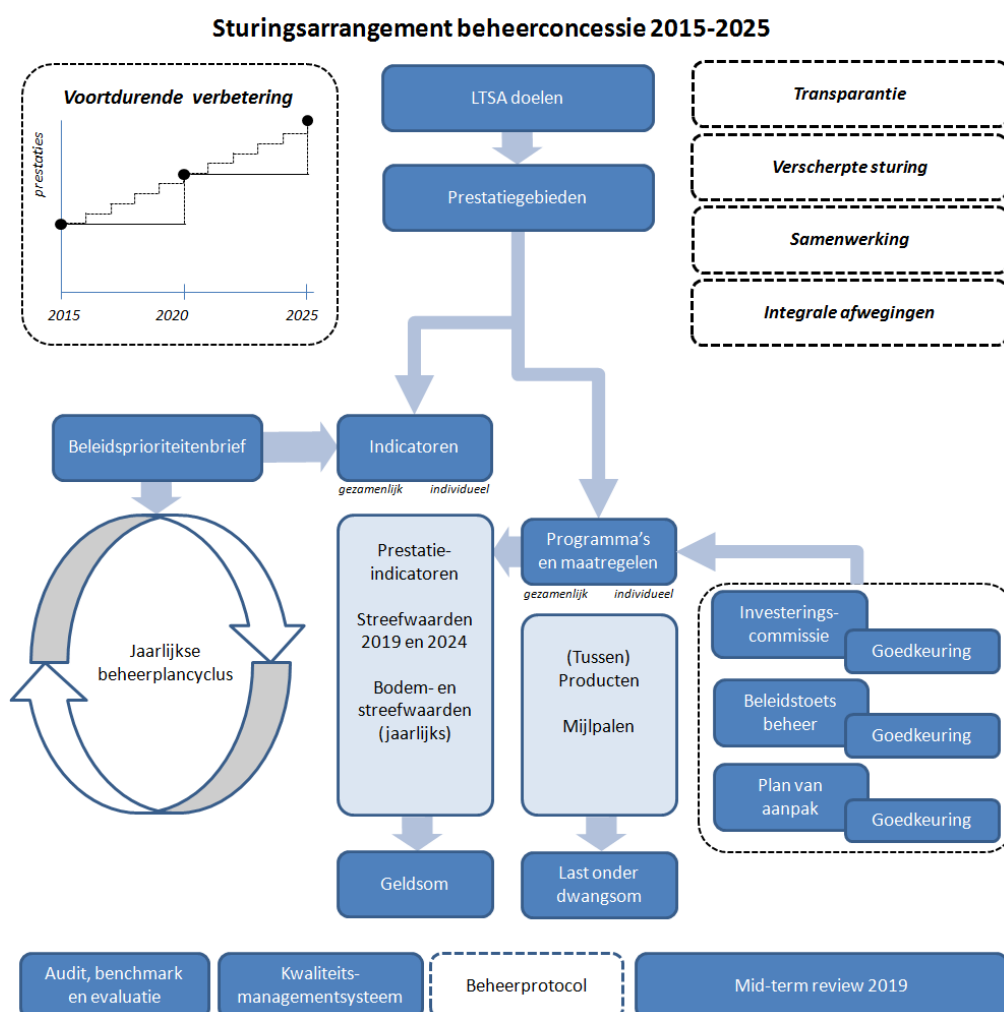 Sturingsarrangement beheerconcessie 2015-2025
Voortdurende verbetering
prestaties
2015
2020
2025
LTSA doelen
Prestatiegebieden
Transparantie
Verscherpte sturing
Samenwerking
Integrale afwegingen
Beleidsprioriteitenbrief
Indicatoren
gezamenlijk individueel
Jaarlijkse
beheerplancyclus
Prestatie-
indicatoren
Streefwaarden
2019 en 2024
Bodem- en
streefwaarden
(jaarlijks)
Programma's
en maatregelen
gezamenlijk individueel
(Tussen)
Producten
Mijlpalen
Investerings-
commissie
Goedkeuring
Beleidstoets
beheer
Goedkeuring
Plan van
aanpak
Goedkeuring
Geldsom
Last onder
dwangsom
Audit, benchmark
en evaluatie
Kwaliteits-
managementsysteem
Beheerprotocol
Mid-term review 2019